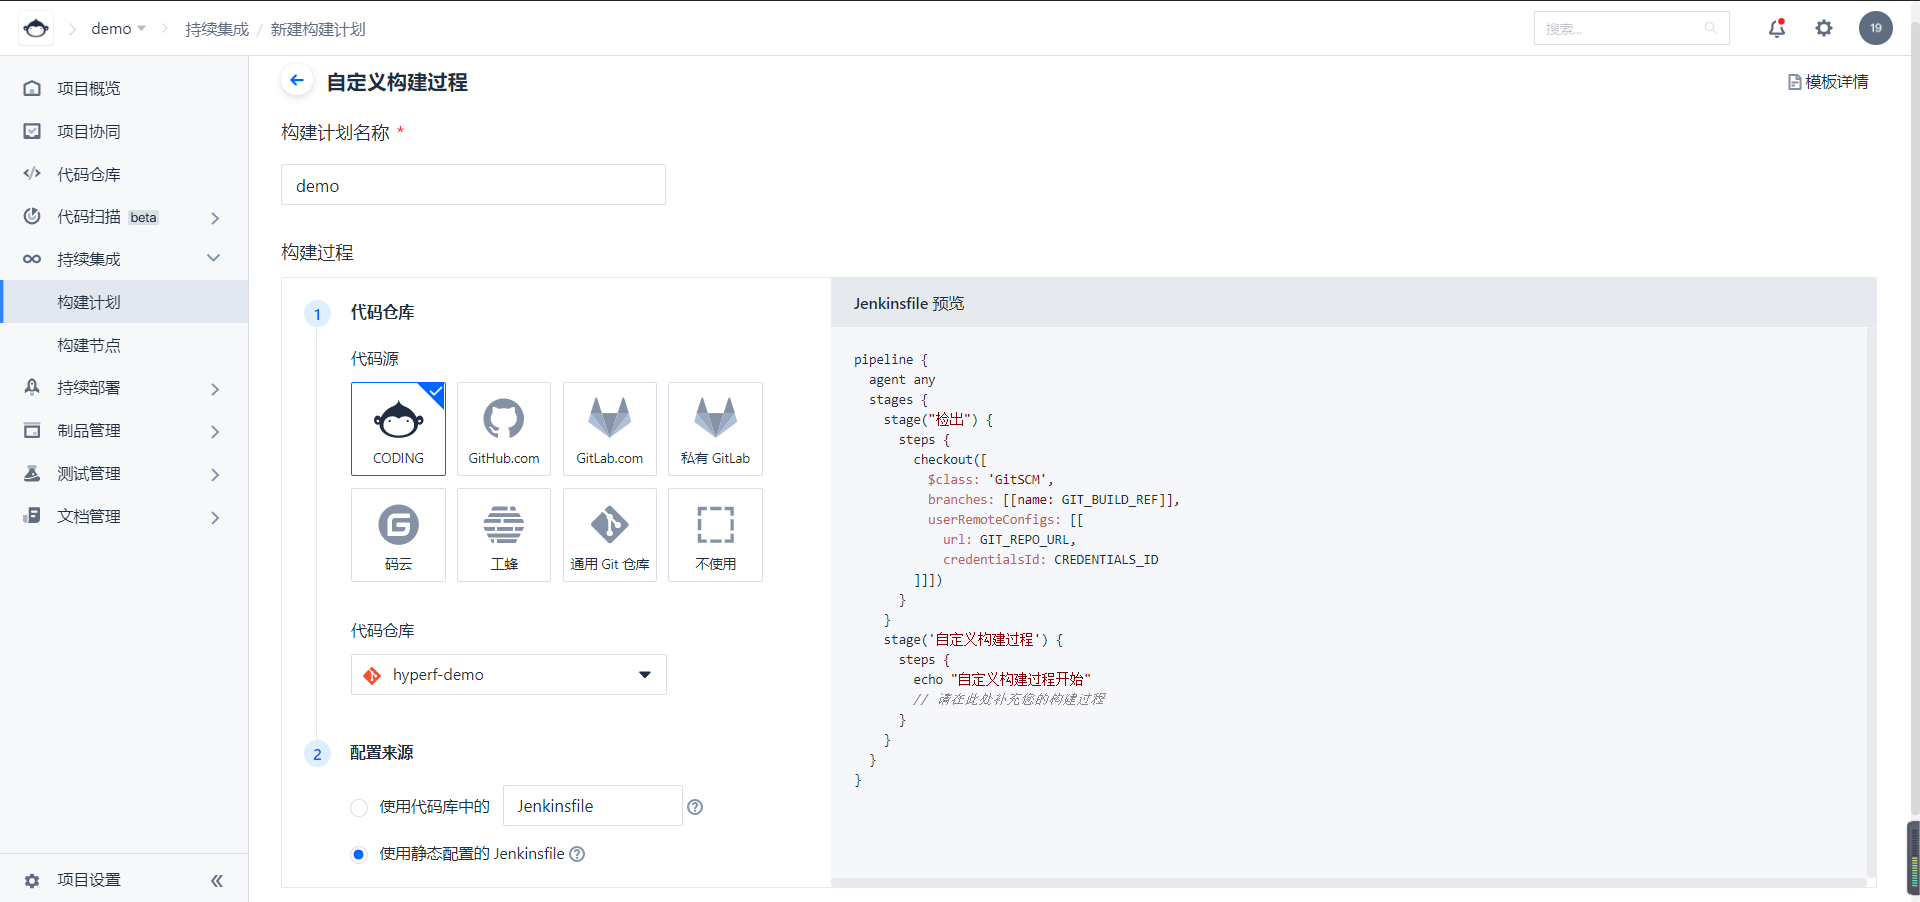 demo
持续集成 / 新建构建计划
搜索...
19
项目概览
项目协同
代码仓库
代码扫描 beta
持续集成
构建计划
构建节点
持续部署
制品管理
测试管理
文档管理
项目设置
自定义构建过程
模板详情
构建计划名称 *
demo
构建过程
1 代码仓库
代码源
CODING
GitHub.com
GitLab.com
私有 GitLab
码云
工蜂
通用 Git 仓库
不使用
代码仓库
hyperf-demo
2 配置来源
使用代码库中的 Jenkinsfile
使用静态配置的 Jenkinsfile
Jenkinsfile 预览
pipeline {
agent any
stages {
stage("检出") {
steps {
checkout([
$class: 'GitSCM',
branches: [[name: GIT_BUILD_REF]],
userRemoteConfigs: [[
url: GIT_REPO_URL,
credentialsId: CREDENTIALS_ID
]]])
}
}
stage('自定义构建过程') {
steps {
echo "自定义构建过程开始"
// 请在此处补充您的构建过程
}
}
}
}